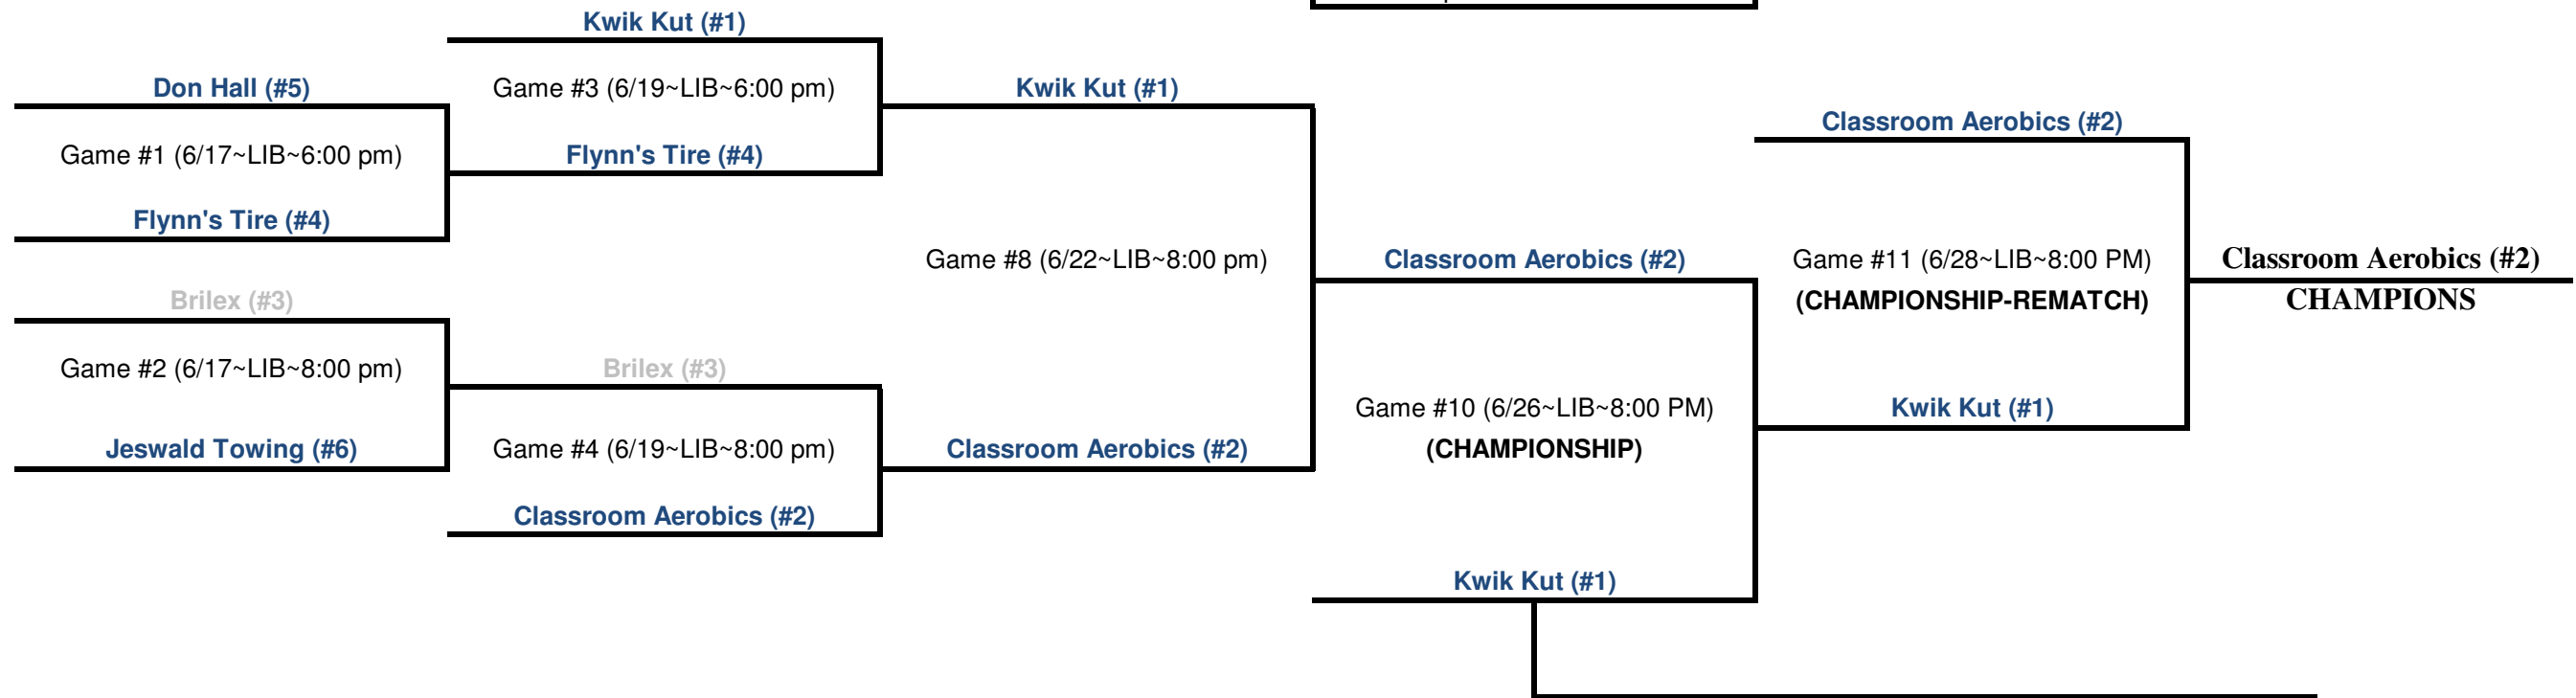 Kwik Kut (#1)
Don Hall (#5)
Game #3 (6/19~LIB~6:00 pm)
Kwik Kut (#1)
Classroom Aerobics (#2)
Game #1 (6/17~LIB~6:00 pm)
Flynn's Tire (#4)
Flynn's Tire (#4)
Game #8 (6/22~LIB~8:00 pm)
Classroom Aerobics (#2)
Game #11 (6/28~LIB~8:00 PM)
Classroom Aerobics (#2)
Brilex (#3)
(CHAMPIONSHIP-REMATCH)
CHAMPIONS
Game #2 (6/17~LIB~8:00 pm)
Brilex (#3)
Game #10 (6/26~LIB~8:00 PM)
Kwik Kut (#1)
Jeswald Towing (#6)
Game #4 (6/19~LIB~8:00 pm)
Classroom Aerobics (#2)
(CHAMPIONSHIP)
Classroom Aerobics (#2)
Kwik Kut (#1)